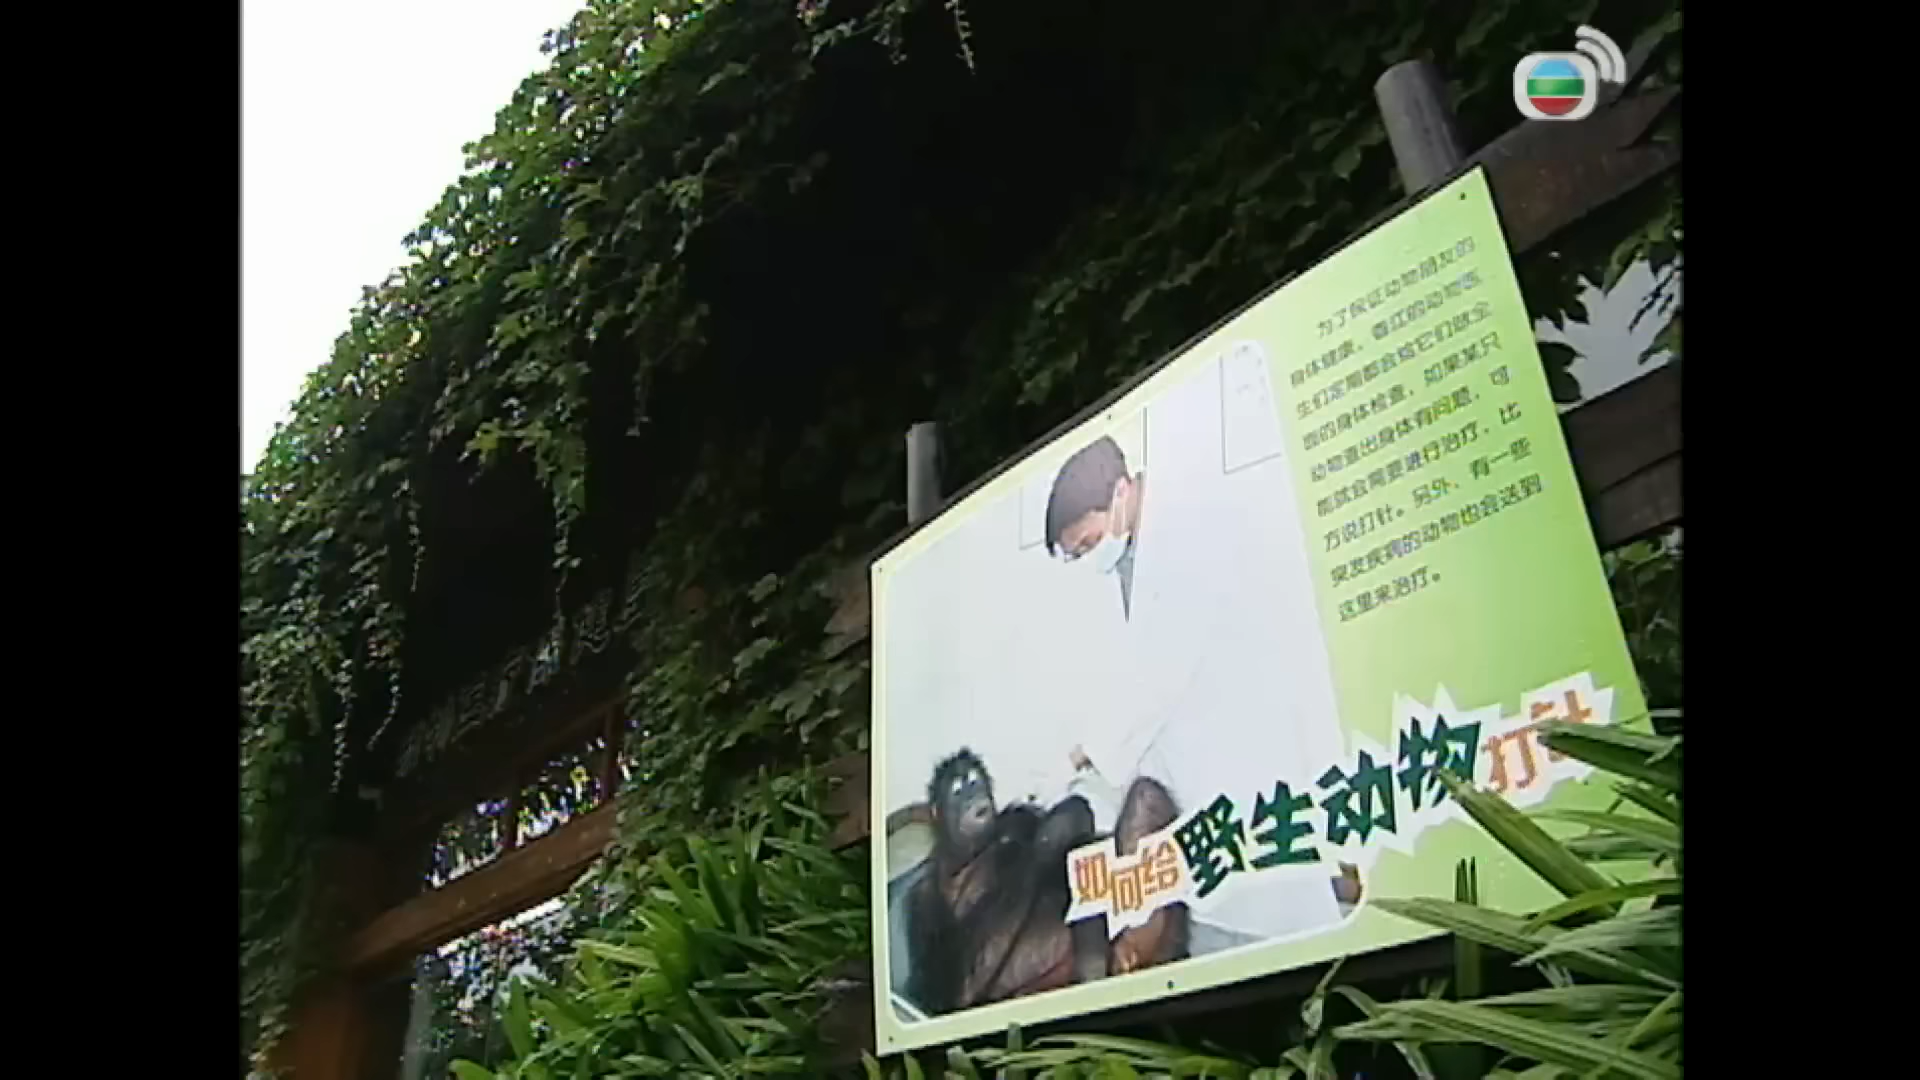 为了保证动物朋友的
身体健康，香江的动物医
生们定期都会给它们做全
面的身体检查，如果某只
动物查出身体有问题，可
能就会需要进行治疗，比
方说打针。另外，有一些
突发疾病的动物也会送到
这里来治疗。
如何给野生动物打针